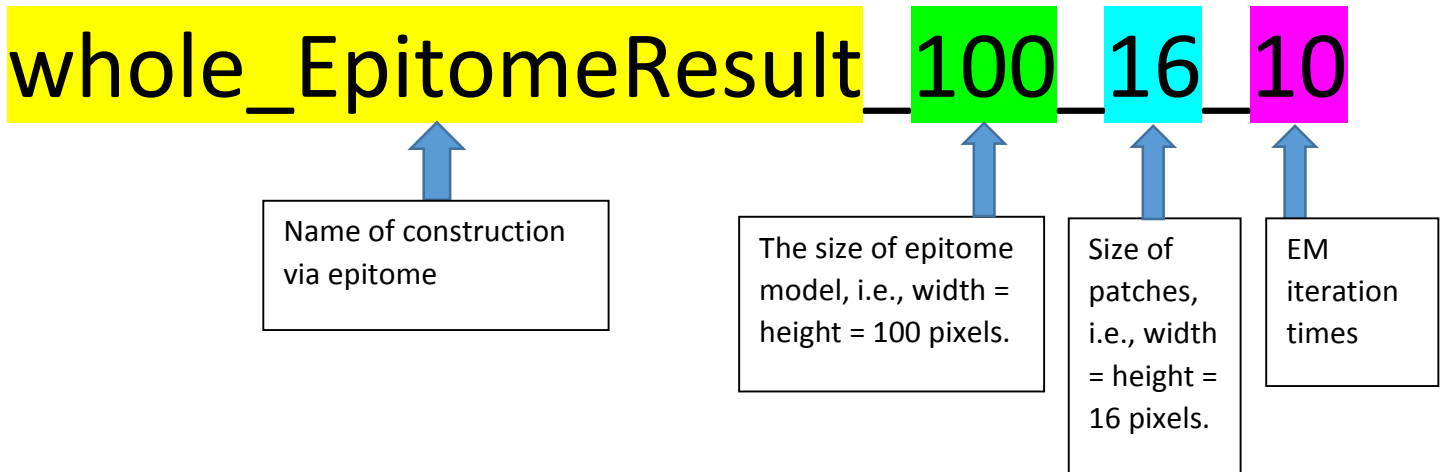 whole_EpitomeResult_100_16_10
Name of construction
via epitome
The size of epitome
model, i.e., width =
height = 100 pixels.
Size of
patches,
i.e., width
= height =
16 pixels.
EM
iteration
times